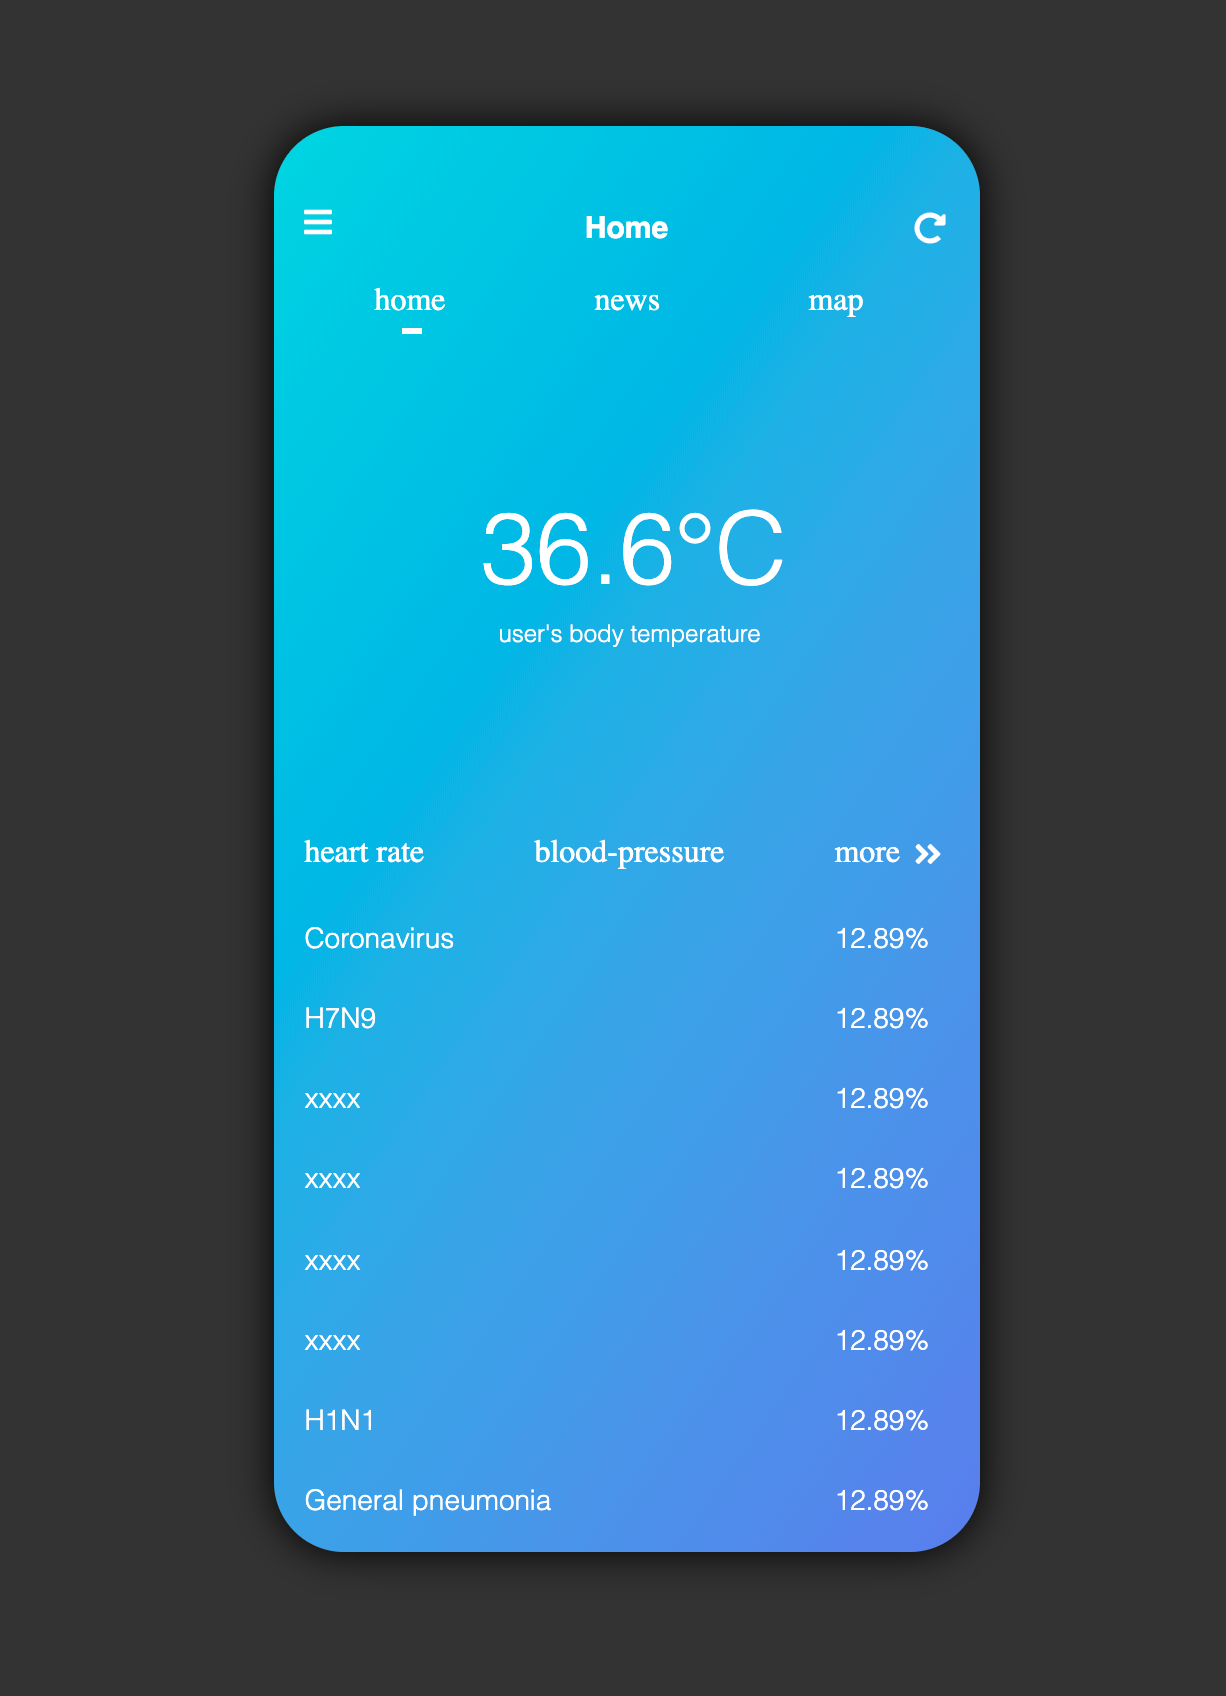 Home
home news map
36.6°C
user's body temperature
heart rate blood-pressure more
Coronavirus 12.89%
H7N9 12.89%
xxxx 12.89%
xxxx 12.89%
xxxx 12.89%
xxxx 12.89%
H1N1 12.89%
General pneumonia 12.89%